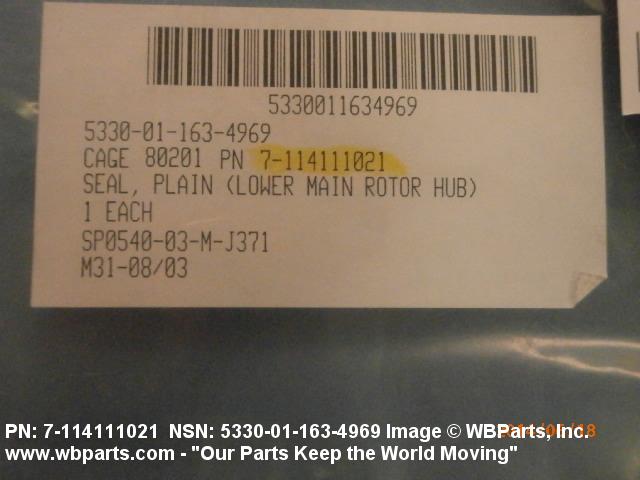 5330011634969
5330-01-163-4969
CAGE 80201 PN 7-114111021
SEAL, PLAIN (LOWER MAIN ROTOR HUB)
1 EACH
SP0540-03-M-J371
M31-08/03
PN: 7-114111021 NSN: 5330-01-163-4969 Image © WBParts, Inc.
www.wbparts.com - "Our Parts Keep the World Moving"